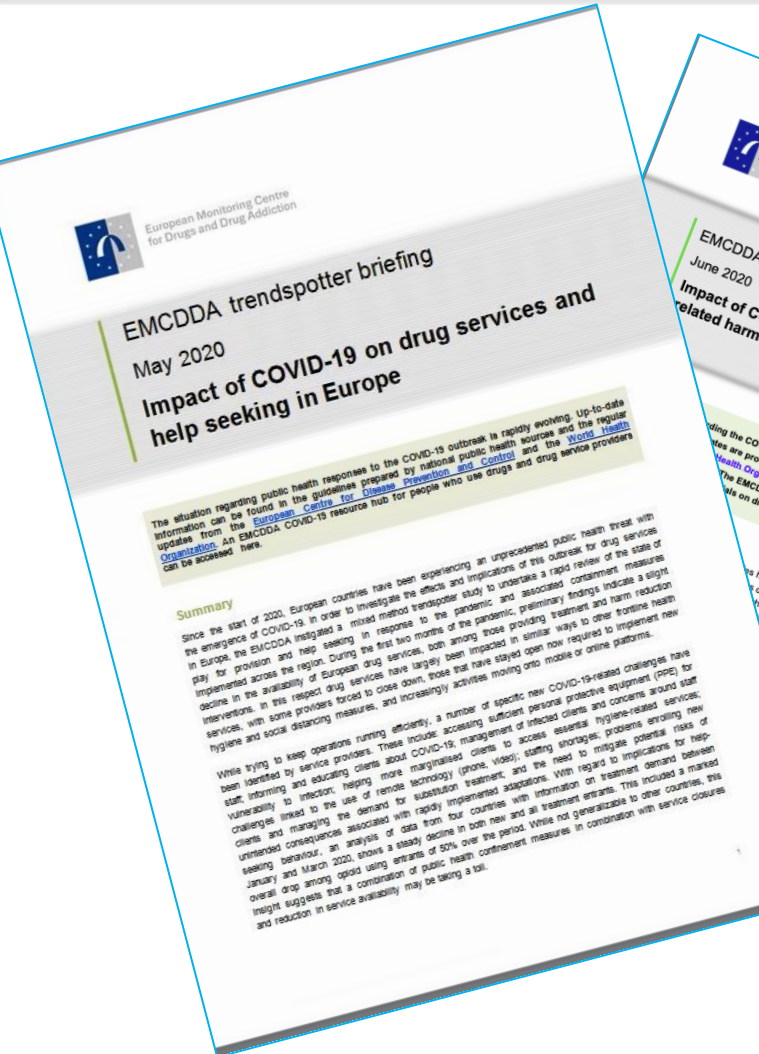 European Monitoring Centre
for Drugs and Drug Addiction
EMCDDA trendspotter briefing
May 2020
Impact of COVID-19 on drug services and
help seeking in Europe
The situation regarding public health responses to the COVID-19 outbreak is rapidly evolving. Up-to-date
information can be found in the guidelines prepared by national public health sources and the regular
updates from the European Centre for Disease Prevention and Control and the World Health
Organization. An EMCDDA COVID-19 resource hub for people who use drugs and drug service providers
can be accessed here.
Summary
Since the start of 2020, European countries have been experiencing an unprecedented public health threat with
the emergence of COVID-19. In order to investigate the effects and implications of this outbreak for drug services
in Europe, the EMCDDA instigated a mixed method trendspotter study to undertake a rapid review of the state of
play for provision and help seeking in response to the pandemic and associated containment measures
implemented across the region. During the first two months of the pandemic, preliminary findings indicate a slight
decline in the availability of European drug services, both among those providing treatment and harm reduction
interventions. In this respect drug services have largely been impacted in similar ways to other frontline health
services, with some providers forced to close down, those that have stayed open now required to implement new
hygiene and social distancing measures, and increasingly activities moving onto mobile or online platforms.
While trying to keep operations running efficiently, a number of specific new COVID-19-related challenges have
been identified by service providers. These include: accessing sufficient personal protective equipment (PPE) for
staff; informing and educating clients about COVID-19; management of infected clients and concerns around staff
vulnerability to infection; helping more marginalised clients to access essential hygiene-related services;
challenges linked to the use of remote technology (phone, video); staffing shortages; problems enrolling new
clients and managing the demand for substitution treatment; and the need to mitigate potential risks of
unintended consequences associated with rapidly implemented adaptations. With regard to implications for help-
seeking behaviour, an analysis of data from four countries with information on treatment demand between
January and March 2020, shows a steady decline in both new and all treatment entrants. This included a marked
overall drop among opioid using entrants of 50% over the period. While not generalizable to other countries, this
insight suggests that a combination of public health confinement measures in combination with service closures
and reduction in service availability may be taking a toll.
1
EMCDDA
June 2020
Impact of C
related harm
ding the CO
ates are pro
Health Org
The EMCD
als on d